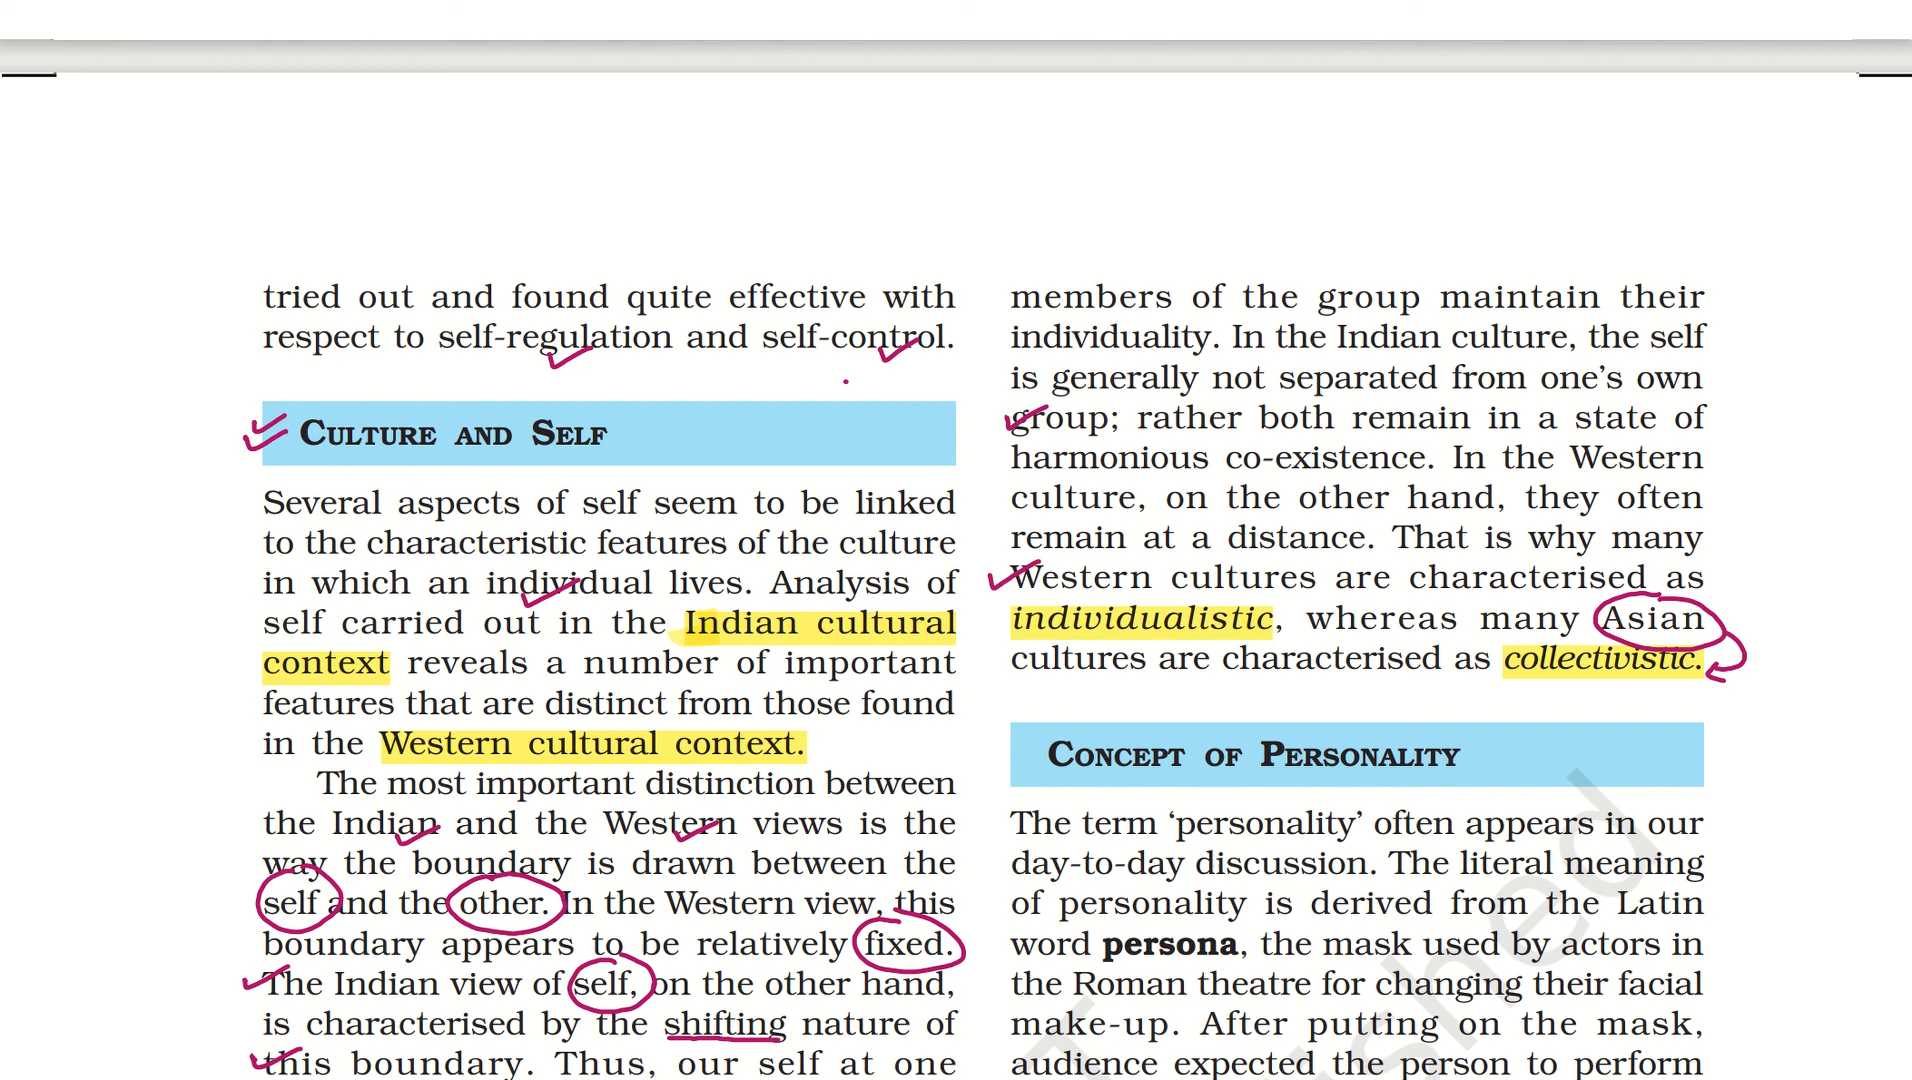 tried out and found quite effective with
respect to self-regulation and self-control.
CULTURE AND SELF
Several aspects of self seem to be linked
to the characteristic features of the culture
in which an individual lives. Analysis of
self carried out in the Indian cultural
context reveals a number of important
features that are distinct from those found
in the Western cultural context.
The most important distinction between
the Indian and the Western views is the
way the boundary is drawn between the
self and the other. In the Western view, this
boundary appears to be relatively fixed.
The Indian view of self, on the other hand,
is characterised by the shifting nature of
this boundary. Thus, our self at one
members of the group maintain their
individuality. In the Indian culture, the self
is generally not separated from one’s own
group; rather both remain in a state of
harmonious co-existence. In the Western
culture, on the other hand, they often
remain at a distance. That is why many
Western cultures are characterised as
individualistic, whereas many Asian
cultures are characterised as collectivistic.
CONCEPT OF PERSONALITY
The term ‘personality’ often appears in our
day-to-day discussion. The literal meaning
of personality is derived from the Latin
word persona, the mask used by actors in
the Roman theatre for changing their facial
make-up. After putting on the mask,
audience expected the person to perform